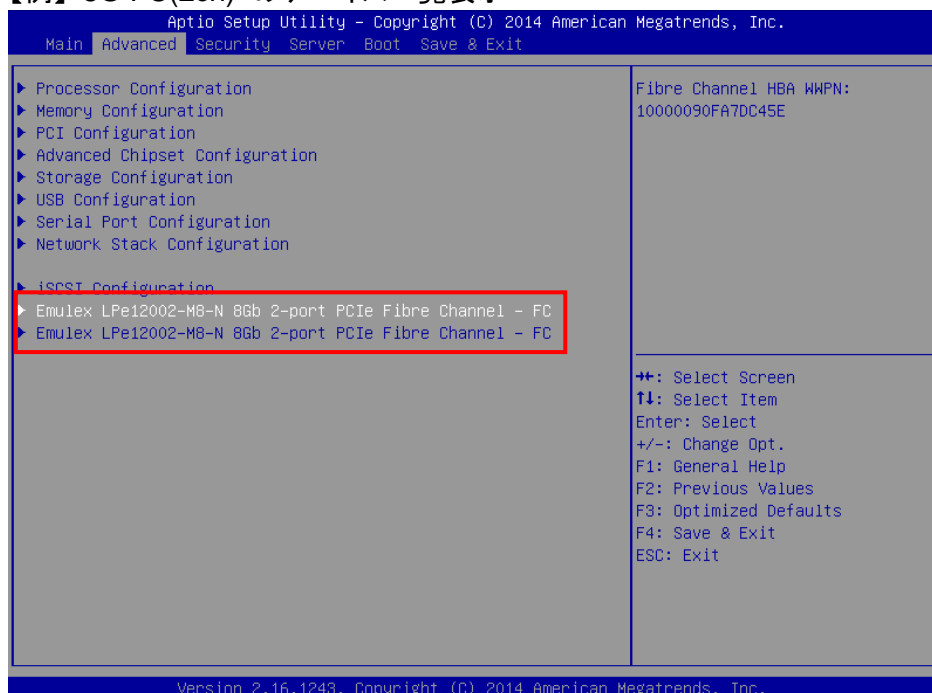 Aptio Setup Utility – Copyright (C) 2014 American Megatrends, Inc.
Main Advanced Security Server Boot Save & Exit
Processor Configuration
Memory Configuration
PCI Configuration
Advanced Chipset Configuration
Storage Configuration
USB Configuration
Serial Port Configuration
Network Stack Configuration
iSCSI Configuration
Emulex LPe12002-M8-N 8Gb 2-port PCIe Fibre Channel – FC
Emulex LPe12002-M8-N 8Gb 2-port PCIe Fibre Channel – FC
Fibre Channel HBA WWPN:
10000090FA7DC45E
→←: Select Screen
↑↓: Select Item
Enter: Select
+/-: Change Opt.
F1: General Help
F2: Previous Values
F3: Optimized Defaults
F4: Save & Exit
ESC: Exit
Version 2.16.1243. Copyright (C) 2014 American Megatrends, Inc.